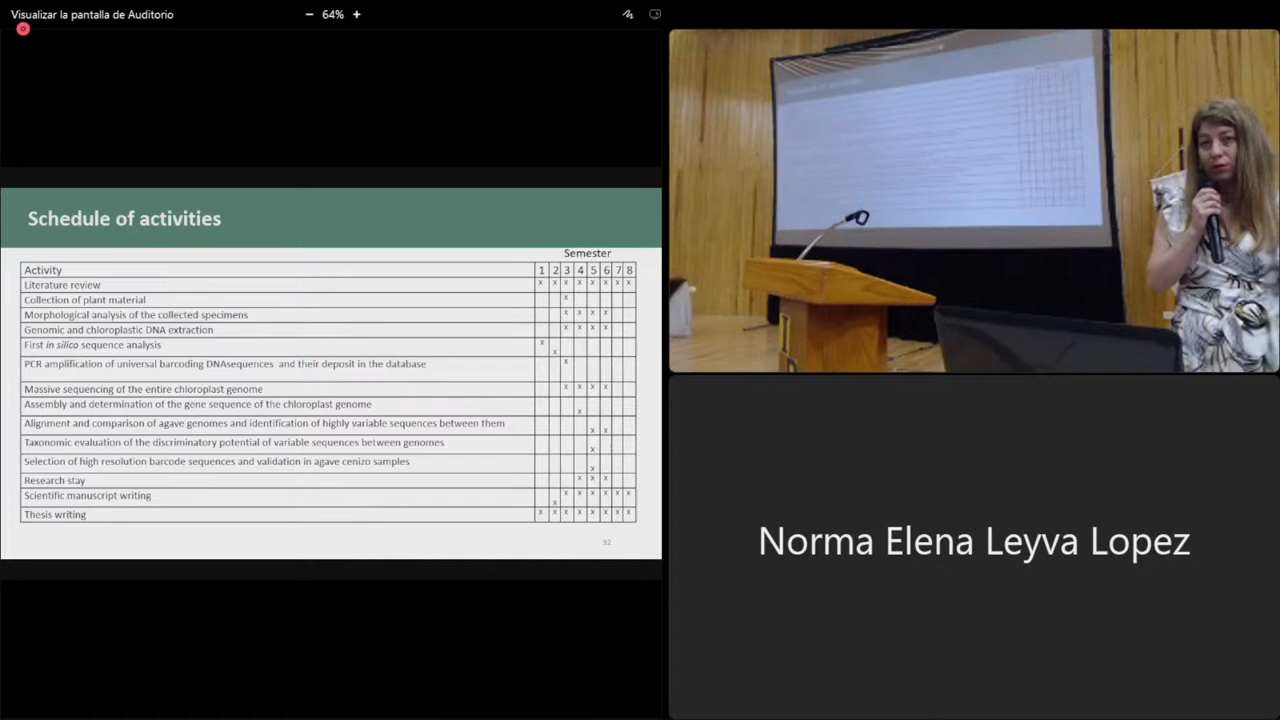 Visualizar la pantalla de Auditorio
− 64% +
Schedule of activities
Semester
Activity 1 2 3 4 5 6 7 8
Literature review x x x x x x x x
Collection of plant material x
Morphological analysis of the collected specimens x x x x
Genomic and chloroplastic DNA extraction x x x x
First in silico sequence analysis x x
PCR amplification of universal barcoding DNAsequences and their deposit in the database x
Massive sequencing of the entire chloroplast genome x x x x
Assembly and determination of the gene sequence of the chloroplast genome x
Alignment and comparison of agave genomes and identification of highly variable sequences between them x x
Taxonomic evaluation of the discriminatory potential of variable sequences between genomes x
Selection of high resolution barcode sequences and validation in agave cenizo samples x
Research stay x x x
Scientific manuscript writing x x x x x x x
Thesis writing x x x x x x x x
32
Norma Elena Leyva Lopez